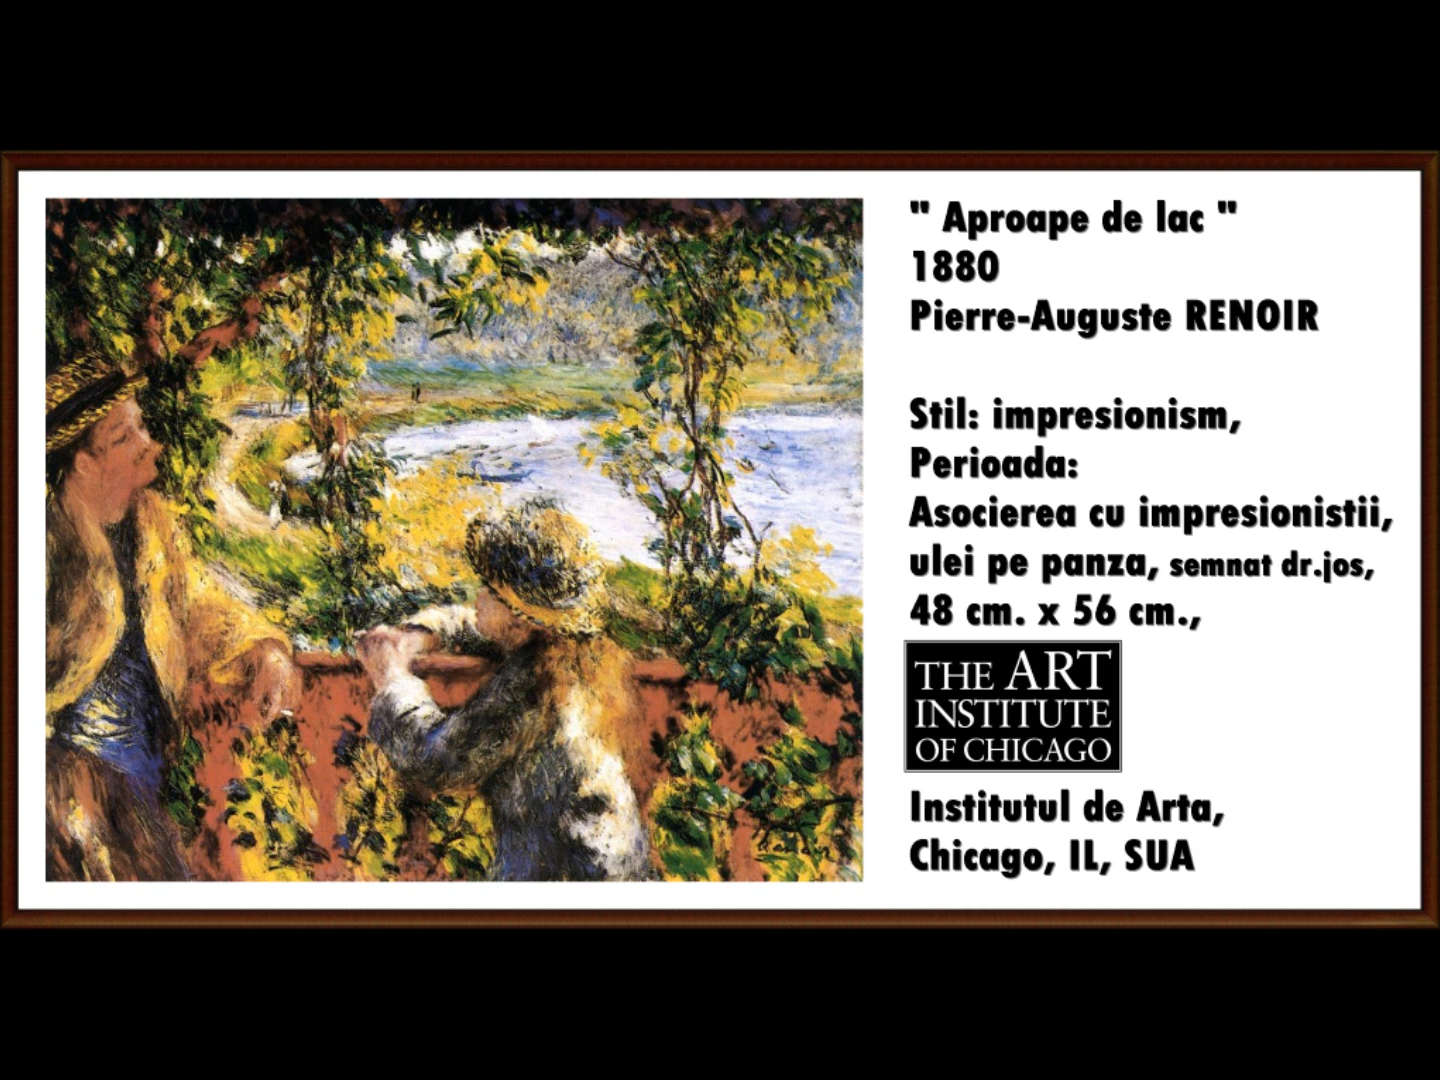 " Aproape de lac "
1880
Pierre-Auguste RENOIR
Stil: impresionism,
Perioada:
Asocierea cu impresionistii,
ulei pe panza, semnat dr.jos,
48 cm. x 56 cm.,
THE ART
INSTITUTE
OF CHICAGO
Institutul de Arta,
Chicago, IL, SUA
Renoir